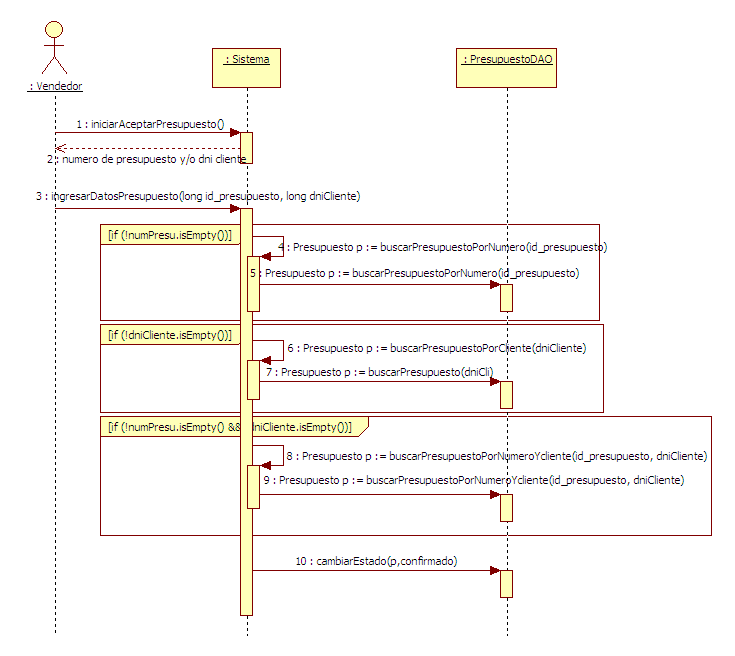 : Sistema
: PresupuestoDAO
: Vendedor
1 : iniciarAceptarPresupuesto()
2 : numero de presupuesto y/o dni cliente
3 : ingresarDatosPresupuesto(long id_presupuesto, long dniCliente)
[if (!numPresu.isEmpty())]
4 : Presupuesto p := buscarPresupuestoPorNumero(id_presupuesto)
5 : Presupuesto p := buscarPresupuestoPorNumero(id_presupuesto)
[if (!dniCliente.isEmpty())]
6 : Presupuesto p := buscarPresupuestoPorCliente(dniCliente)
7 : Presupuesto p := buscarPresupuesto(dniCli)
[if (!numPresu.isEmpty() && !dniCliente.isEmpty())]
8 : Presupuesto p := buscarPresupuestoPorNumeroYcliente(id_presupuesto, dniCliente)
9 : Presupuesto p := buscarPresupuestoPorNumeroYcliente(id_presupuesto, dniCliente)
10 : cambiarEstado(p,confirmado)